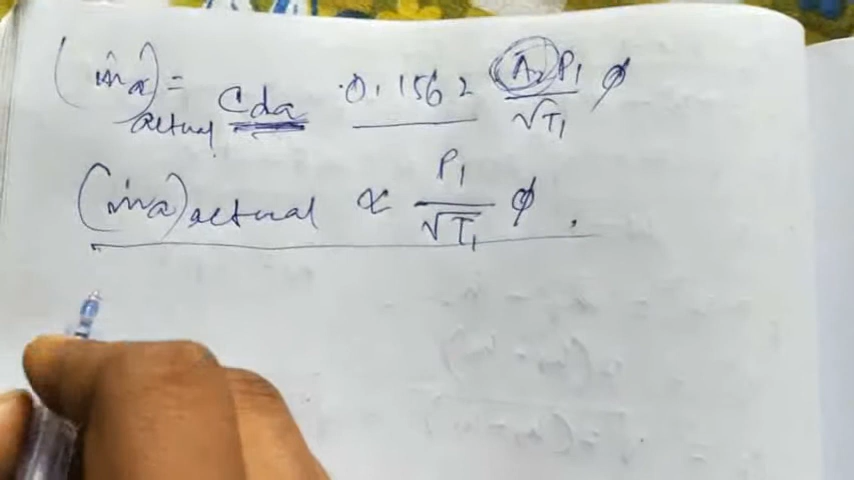 (ṁa)actual = Cda · 0.1562 A2 P1 / √T1 ϕ
(ṁa)actual ∝ P1 / √T1 ϕ .